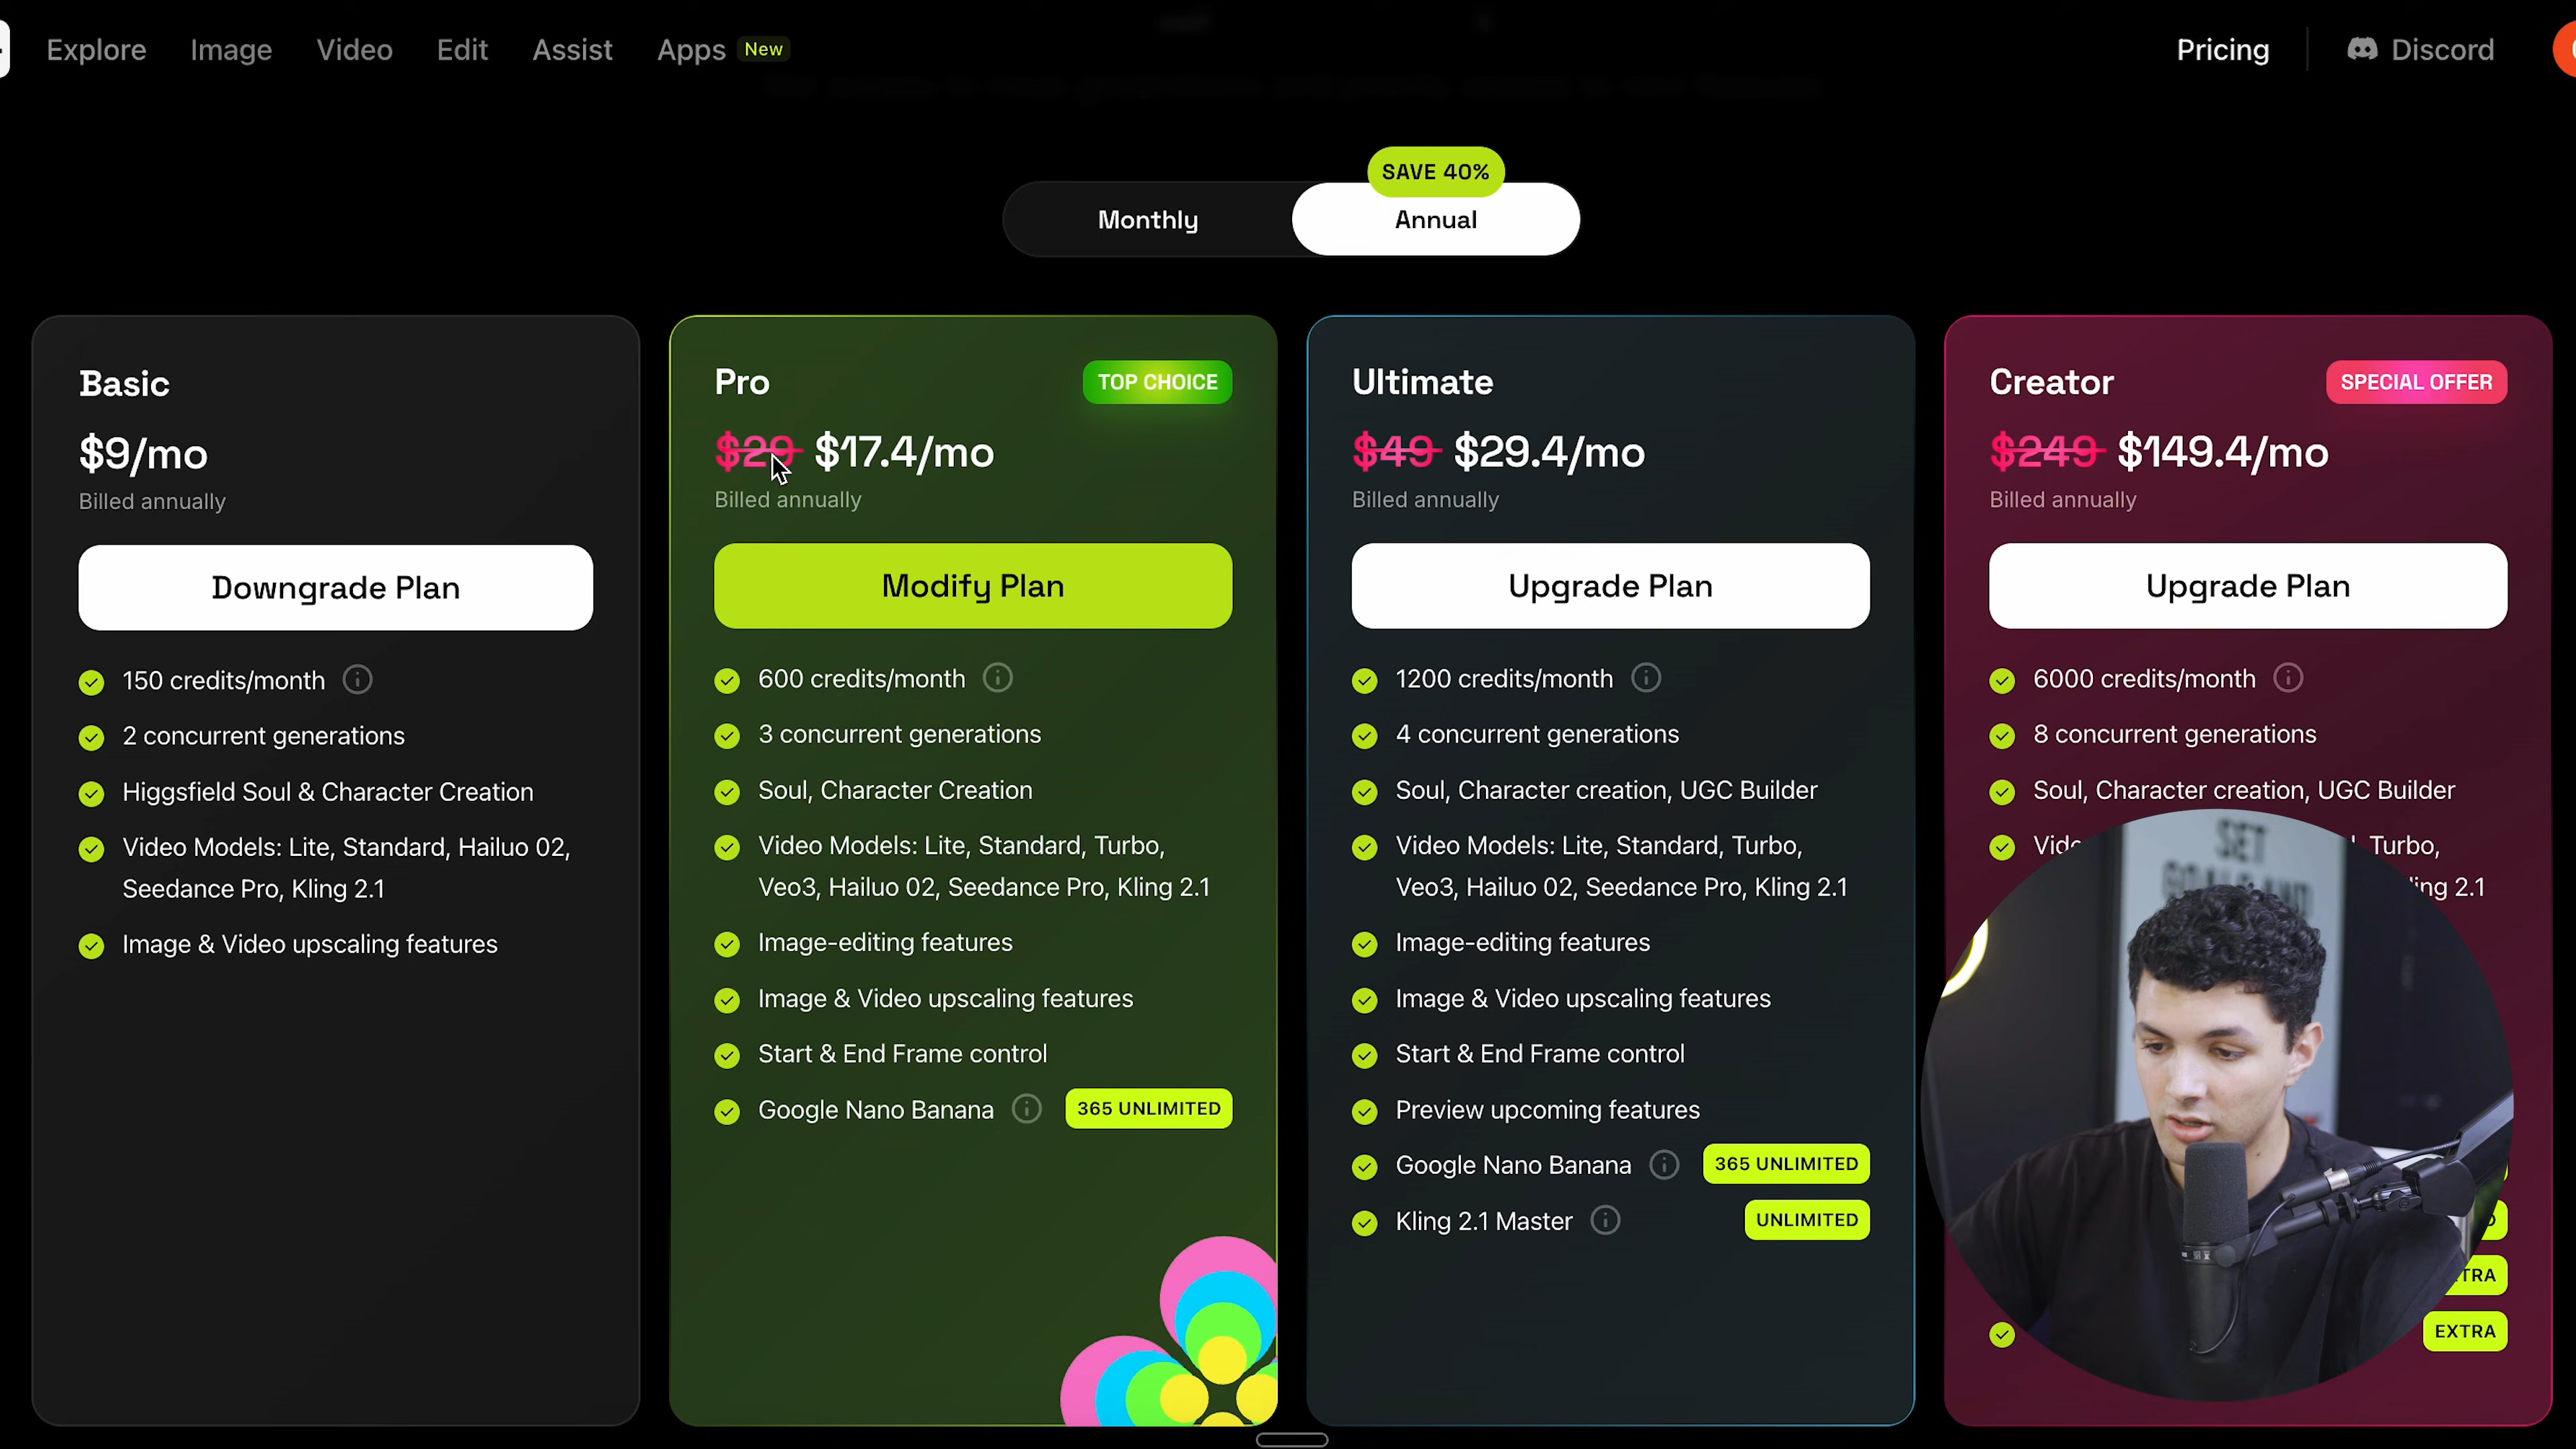 Explore Image Video Edit Assist Apps New Pricing Discord
SAVE 40%
Monthly Annual
Basic
$9/mo
Billed annually
Downgrade Plan
150 credits/month
2 concurrent generations
Higgsfield Soul & Character Creation
Video Models: Lite, Standard, Hailuo 02,
Seedance Pro, Kling 2.1
Image & Video upscaling features
Pro TOP CHOICE
$29 $17.4/mo
Billed annually
Modify Plan
600 credits/month
3 concurrent generations
Soul, Character Creation
Video Models: Lite, Standard, Turbo,
Veo3, Hailuo 02, Seedance Pro, Kling 2.1
Image-editing features
Image & Video upscaling features
Start & End Frame control
Google Nano Banana 365 UNLIMITED
Ultimate
$49 $29.4/mo
Billed annually
Upgrade Plan
1200 credits/month
4 concurrent generations
Soul, Character creation, UGC Builder
Video Models: Lite, Standard, Turbo,
Veo3, Hailuo 02, Seedance Pro, Kling 2.1
Image-editing features
Image & Video upscaling features
Start & End Frame control
Preview upcoming features
Google Nano Banana 365 UNLIMITED
Kling 2.1 Master UNLIMITED
Creator SPECIAL OFFER
$249 $149.4/mo
Billed annually
Upgrade Plan
6000 credits/month
8 concurrent generations
Soul, Character creation, UGC Builder
Turbo,
2.1
SET
EXTRA